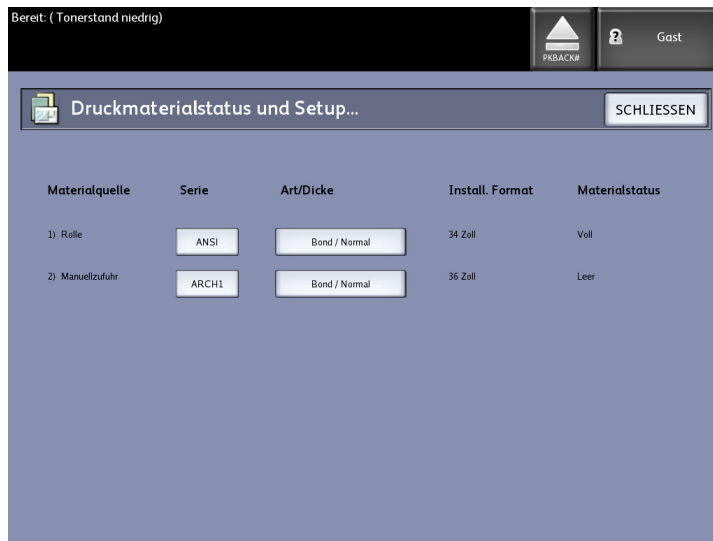 Bereit: ( Tonerstand niedrig)
PKBACK#
Gast
Druckmaterialstatus und Setup...
SCHLIESSEN
Materialquelle Serie Art/Dicke Install. Format Materialstatus
1) Rolle ANSI Bond / Normal 34 Zoll Voll
2) Manuellzufuhr ARCH1 Bond / Normal 36 Zoll Leer